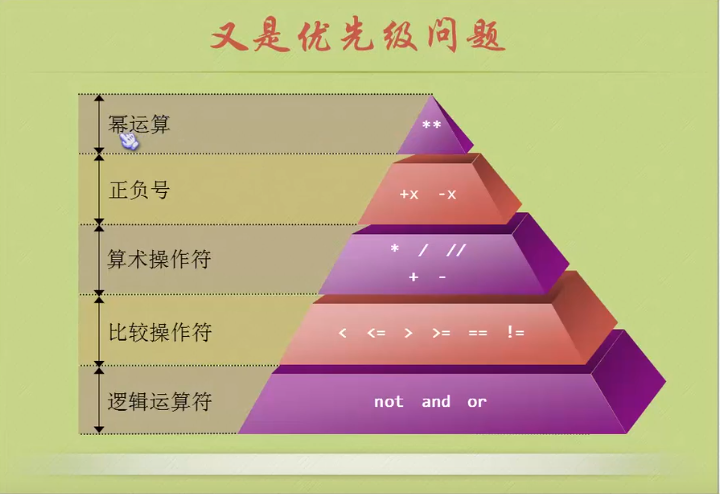 又是优先级问题
幂运算
**
正负号
+x -x
算术操作符
* / //
+ -
比较操作符
< <= > >= == !=
逻辑运算符
not and or